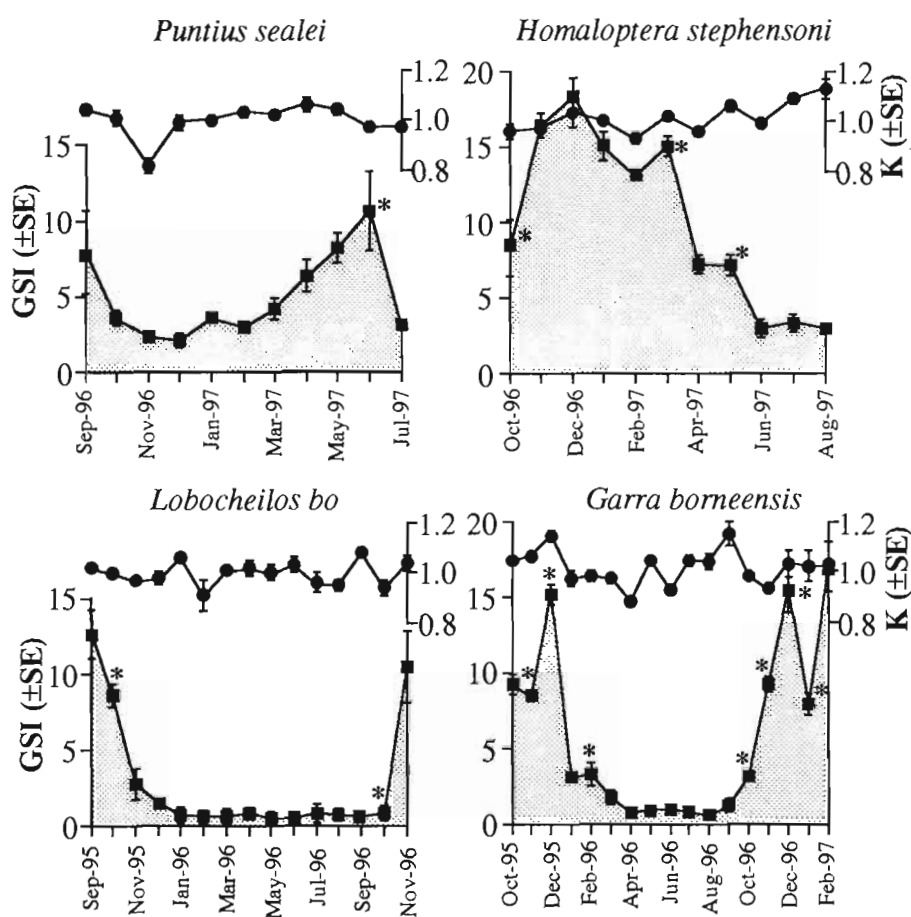 Puntius sealei
Homaloptera stephensoni
1.2
1.0
0.8
15
10
5
0
GSI (±SE)
Sep-96
Nov-96
Jan-97
Mar-97
May-97
Jul-97
*
20
15
10
5
0
1.2
1.0
0.8
K (±SE)
*
*
*
Oct-96
Dec-96
Feb-97
Apr-97
Jun-97
Aug-97
Lobocheilos bo
Garra borneensis
1.2
1.0
0.8
15
10
5
0
GSI (±SE)
*
*
Sep-95
Nov-95
Jan-96
Mar-96
May-96
Jul-96
Sep-96
Nov-96
20
15
10
5
0
1.2
1.0
0.8
K (±SE)
*
*
*
*
*
*
*
Oct-95
Dec-95
Feb-96
Apr-96
Jun-96
Aug-96
Oct-96
Dec-96
Feb-97